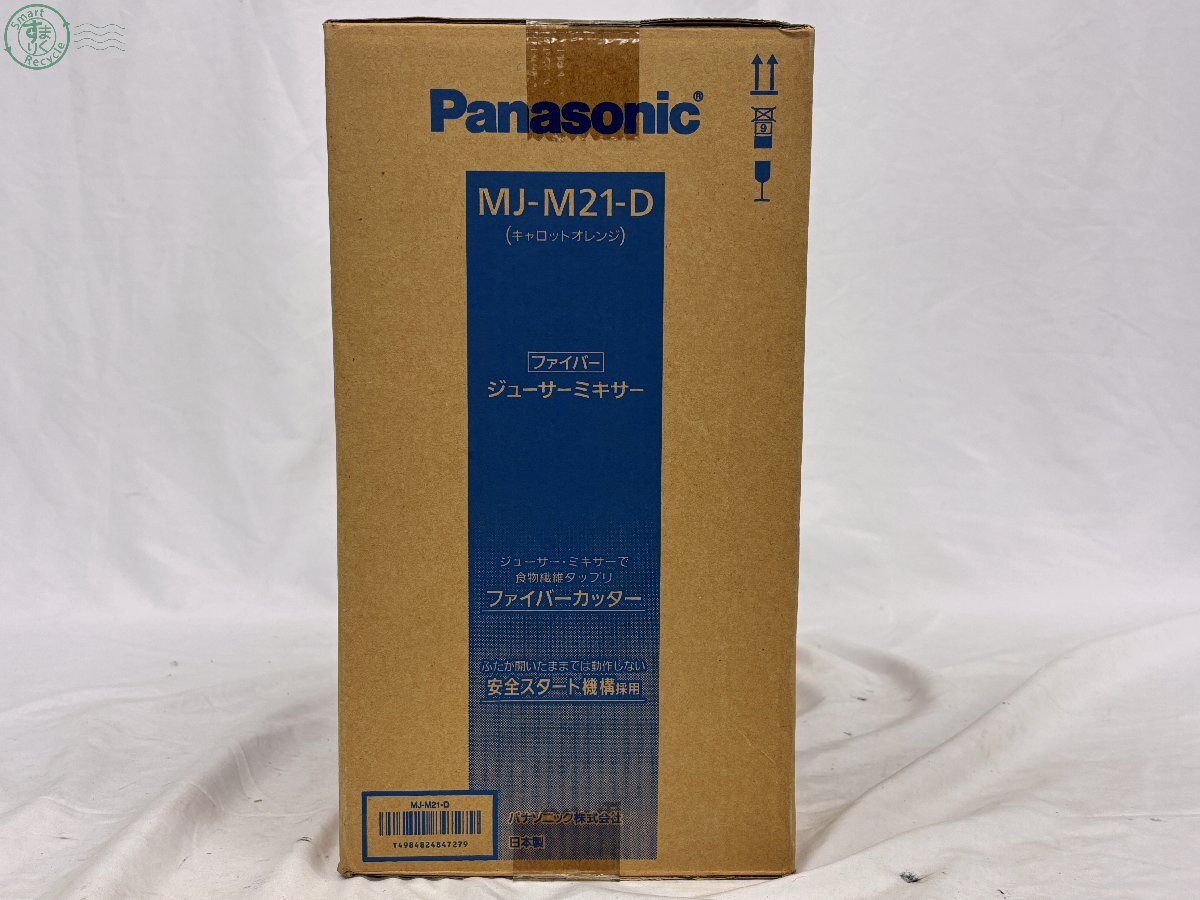 Smart
すまりく
Recycle
Panasonic®
9
MJ-M21-D
(キャロットオレンジ)
ファイバー
ジューサーミキサー
ジューサー・ミキサーで
食物繊維タップリ
ファイバーカッター
ふたが開いたままでは動作しない
安全スタート機構採用
MJ-M21-D
T4984824847279
パナソニック株式会社
日本製